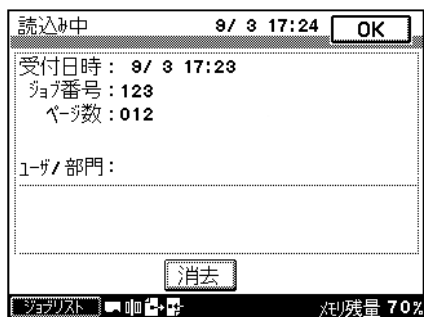 読込み中 9/ 3 17:24 OK
受付日時： 9/ 3 17:23
ｼﾞｮﾌﾞ番号：123
ﾍﾟｰｼﾞ数：012
ﾕｰｻﾞ/部門：
消去
ｼﾞｮﾌﾞﾘｽﾄ ﾒﾓﾘ残量 70%